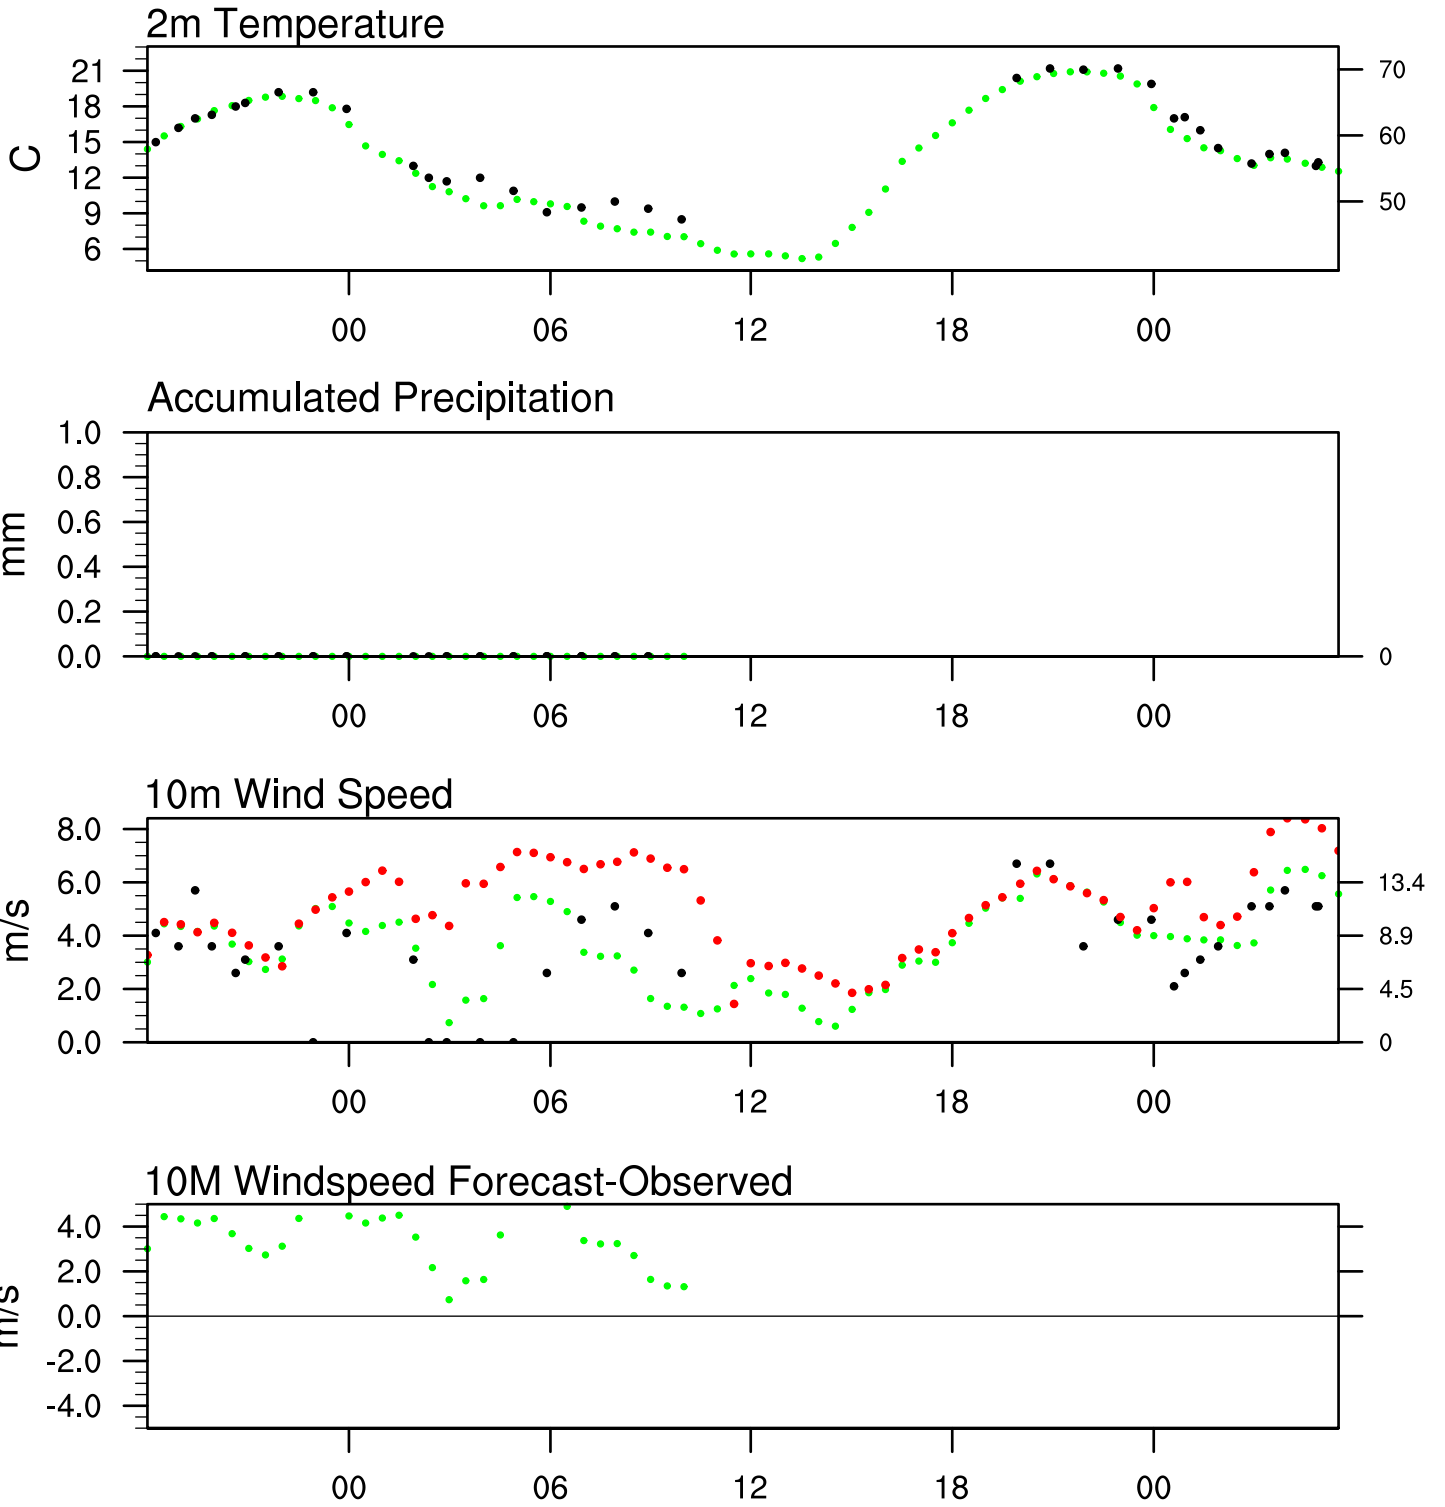 2m Temperature
21
18
15
12
9
6
C
70
60
50
00 06 12 18 00
Accumulated Precipitation
1.0
0.8
0.6
0.4
0.2
0.0
mm
0
00 06 12 18 00
10m Wind Speed
8.0
6.0
4.0
2.0
0.0
m/s
13.4
8.9
4.5
0
00 06 12 18 00
10M Windspeed Forecast-Observed
4.0
2.0
0.0
-2.0
-4.0
m/s
00 06 12 18 00